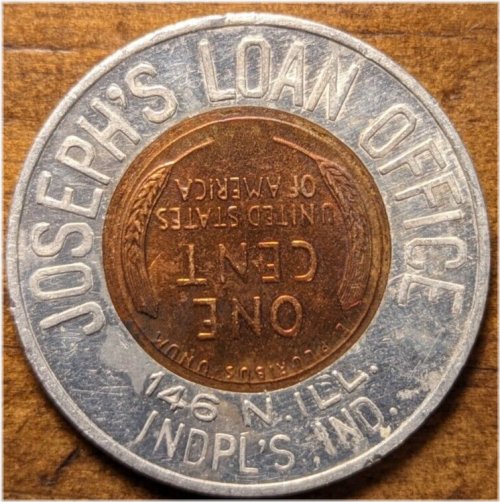 JOSEPH'S LOAN OFFICE
E. PLURIBUS UNUM
ONE.
CENT
UNITED STATES
OF AMERICA
146 N. ILL.
INDPL'S, IND.